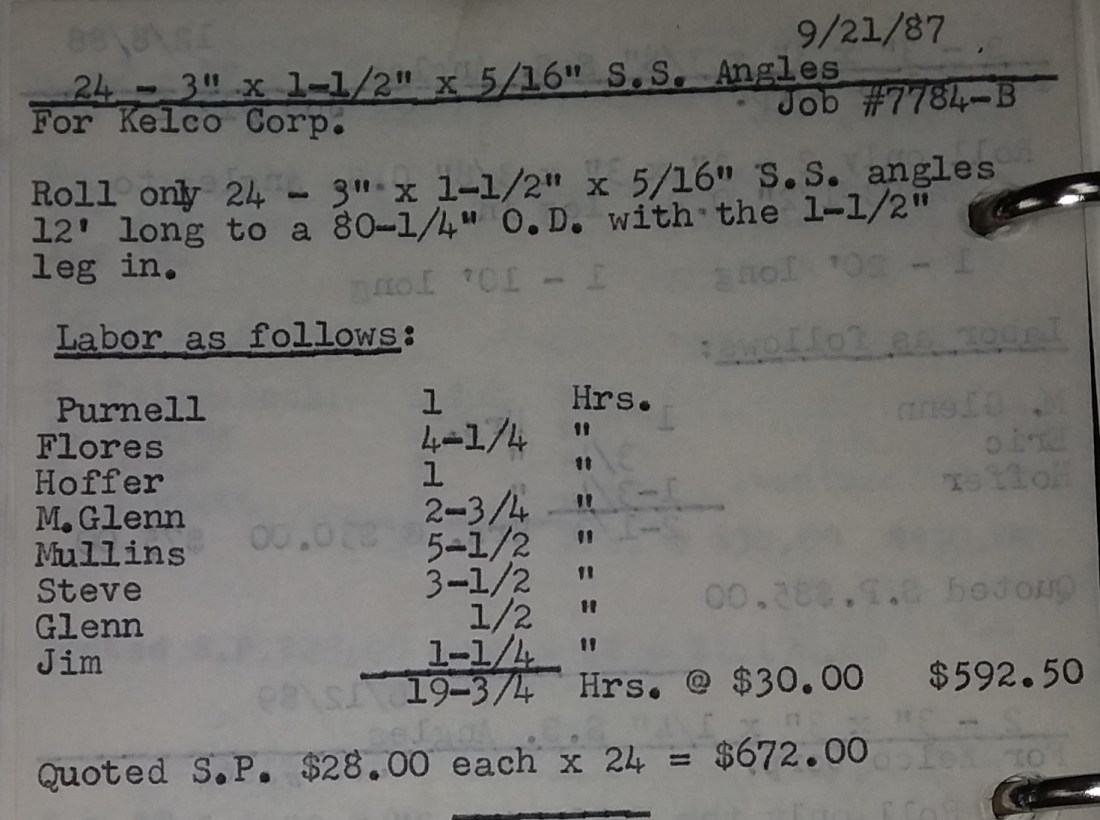 9/21/87
24 - 3" x 1-1/2" x 5/16" S.S. Angles
For Kelco Corp. Job #7784-B
Roll only 24 - 3" x 1-1/2" x 5/16" S.S. angles
12' long to a 80-1/4" O.D. with the 1-1/2"
leg in.
Labor as follows:
Purnell 1 Hrs.
Flores 4-1/4 "
Hoffer 1 "
M.Glenn 2-3/4 "
Mullins 5-1/2 "
Steve 3-1/2 "
Glenn 1/2 "
Jim 1-1/4 "
19-3/4 Hrs. @ $30.00 $592.50
Quoted S.P. $28.00 each x 24 = $672.00